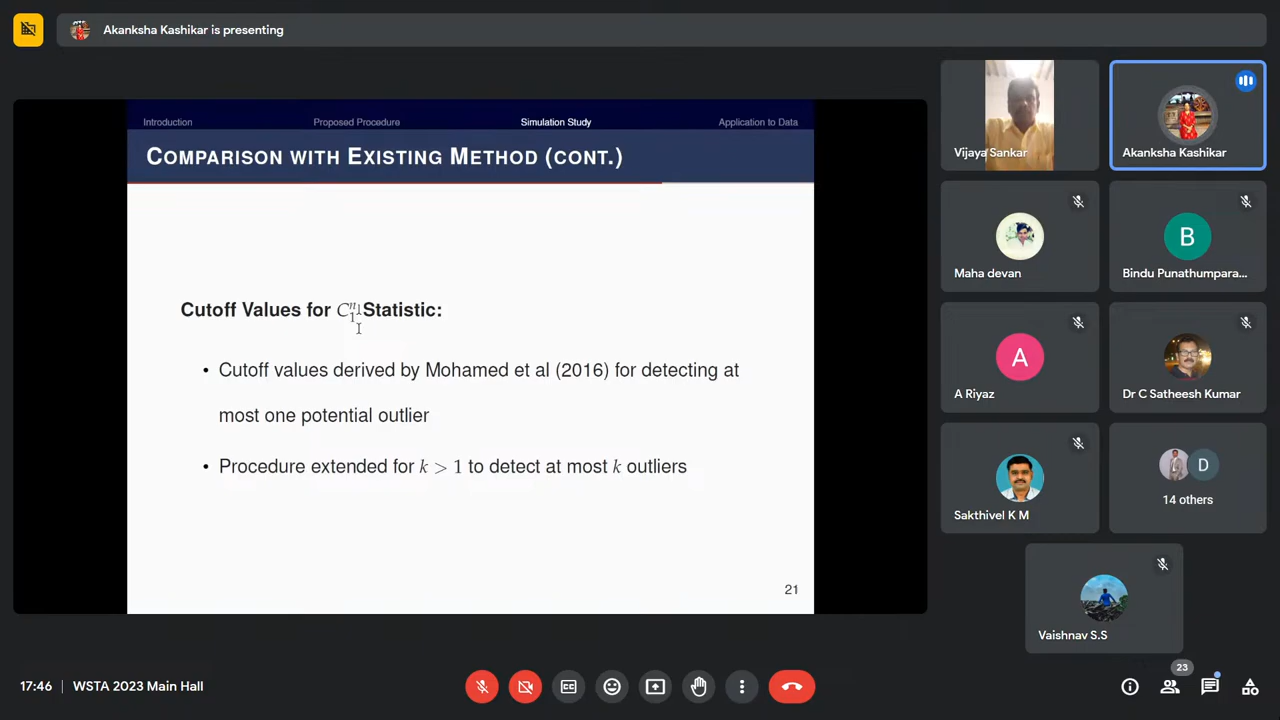 Akanksha Kashikar is presenting
Introduction Proposed Procedure Simulation Study Application to Data
COMPARISON WITH EXISTING METHOD (CONT.)
Cutoff Values for C₁ⁿ Statistic:
• Cutoff values derived by Mohamed et al (2016) for detecting at
most one potential outlier
• Procedure extended for k > 1 to detect at most k outliers
21
Vijaya Sankar
Akanksha Kashikar
Maha devan
B
Bindu Punathumpara...
A
A Riyaz
Dr C Satheesh Kumar
Sakthivel K M
D
14 others
Vaishnav S.S
17:46 | WSTA 2023 Main Hall
23